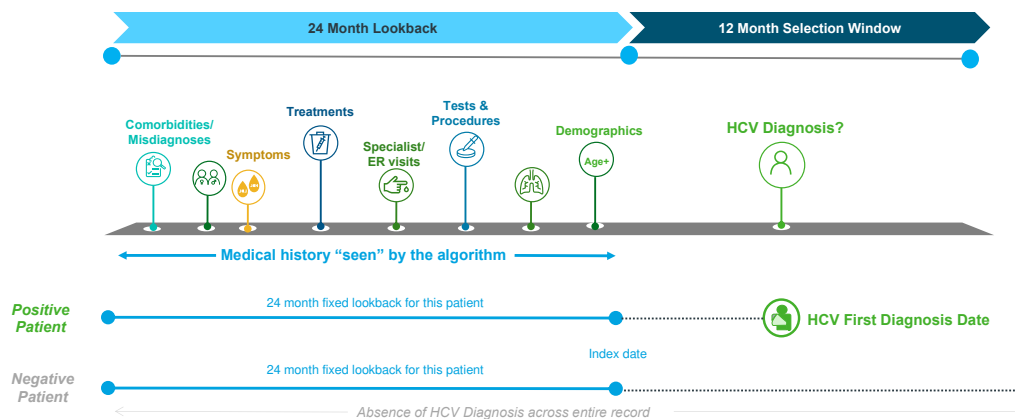 24 Month Lookback
12 Month Selection Window
Comorbidities/
Misdiagnoses
Symptoms
Treatments
Specialist/
ER visits
Tests &
Procedures
Demographics
Age+
HCV Diagnosis?
Medical history “seen” by the algorithm
Positive
Patient
24 month fixed lookback for this patient
HCV First Diagnosis Date
Index date
Negative
Patient
24 month fixed lookback for this patient
Absence of HCV Diagnosis across entire record